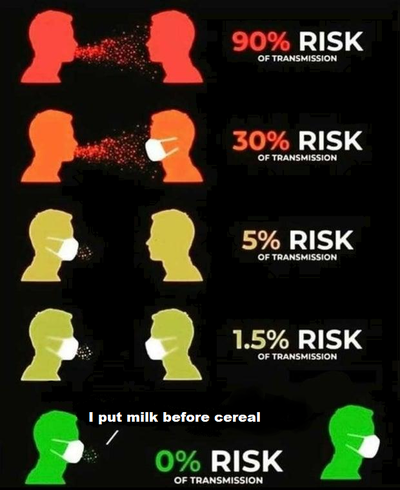 90% RISK
OF TRANSMISSION
30% RISK
OF TRANSMISSION
5% RISK
OF TRANSMISSION
1.5% RISK
OF TRANSMISSION
I put milk before cereal
0% RISK
OF TRANSMISSION